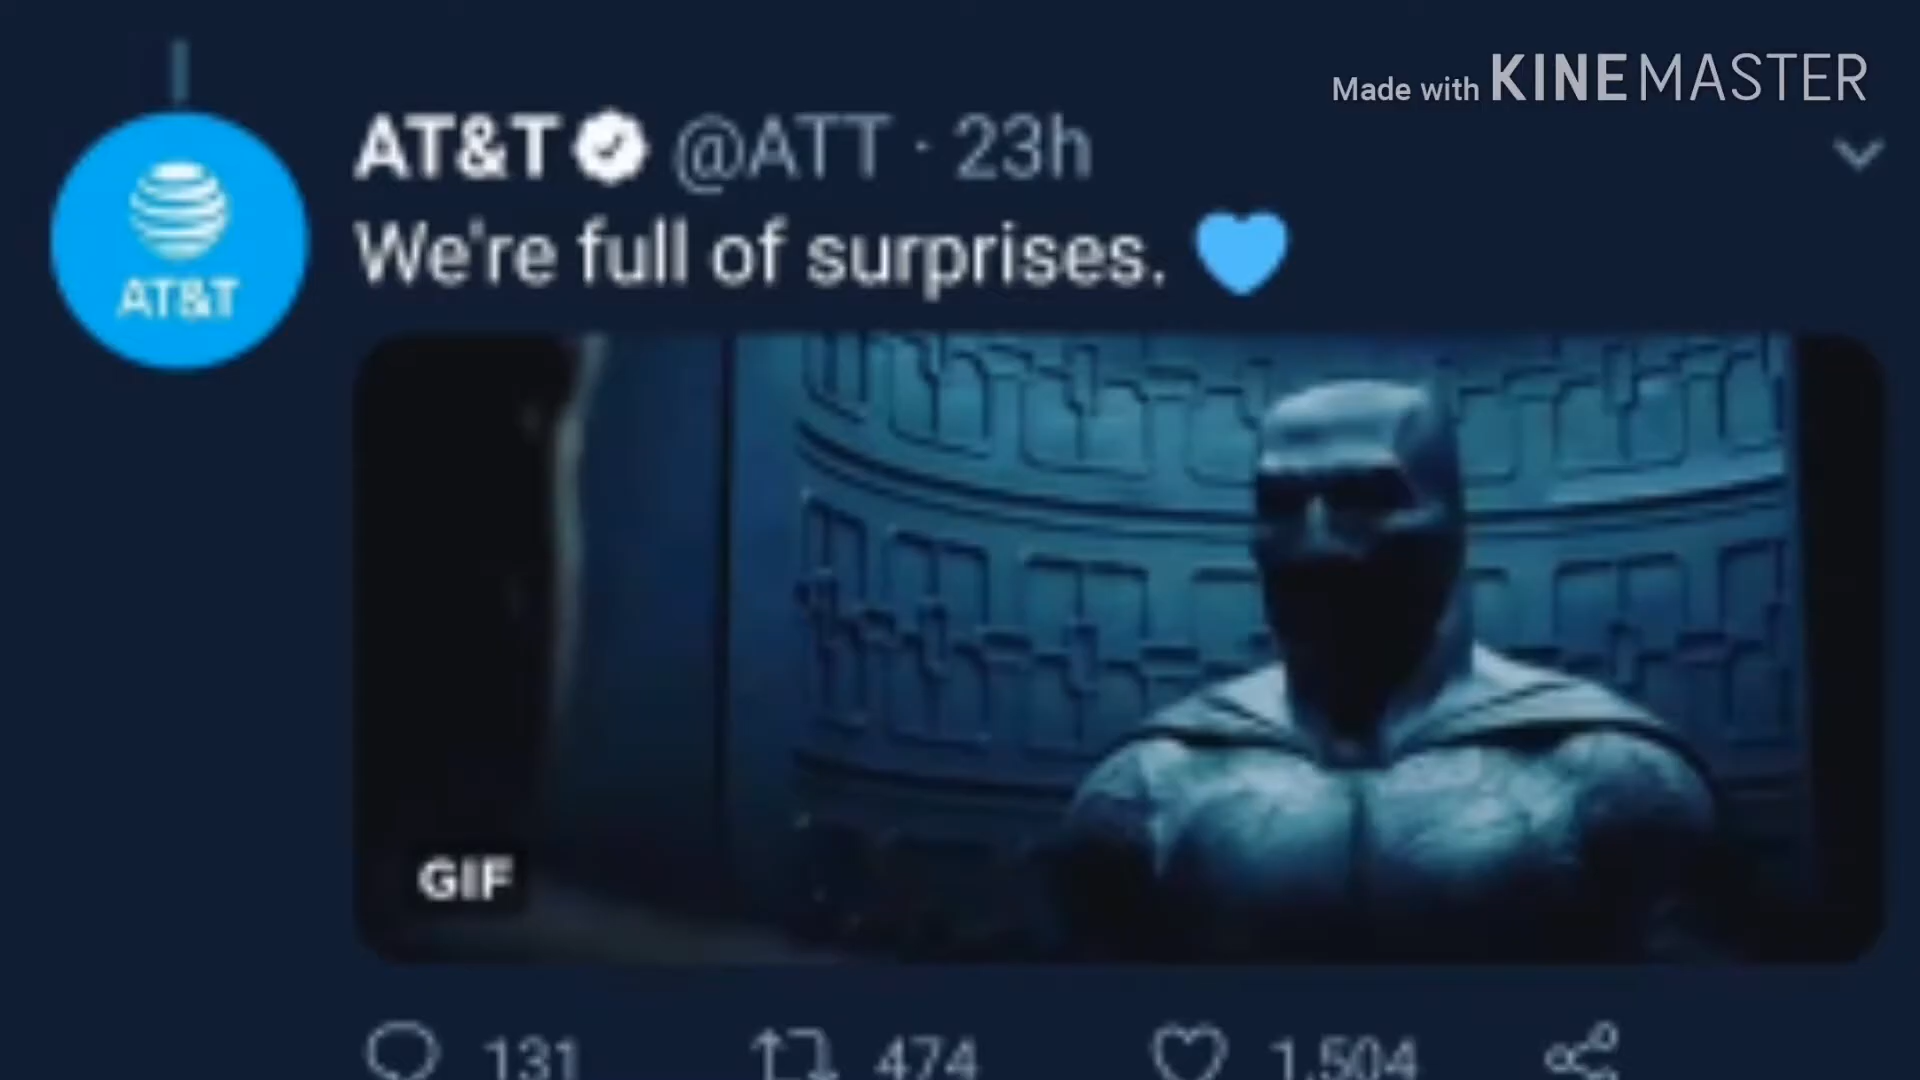 Made with KINEMASTER
AT&T @ATT · 23h
We're full of surprises. 💙
AT&T
GIF
131 474 1,504